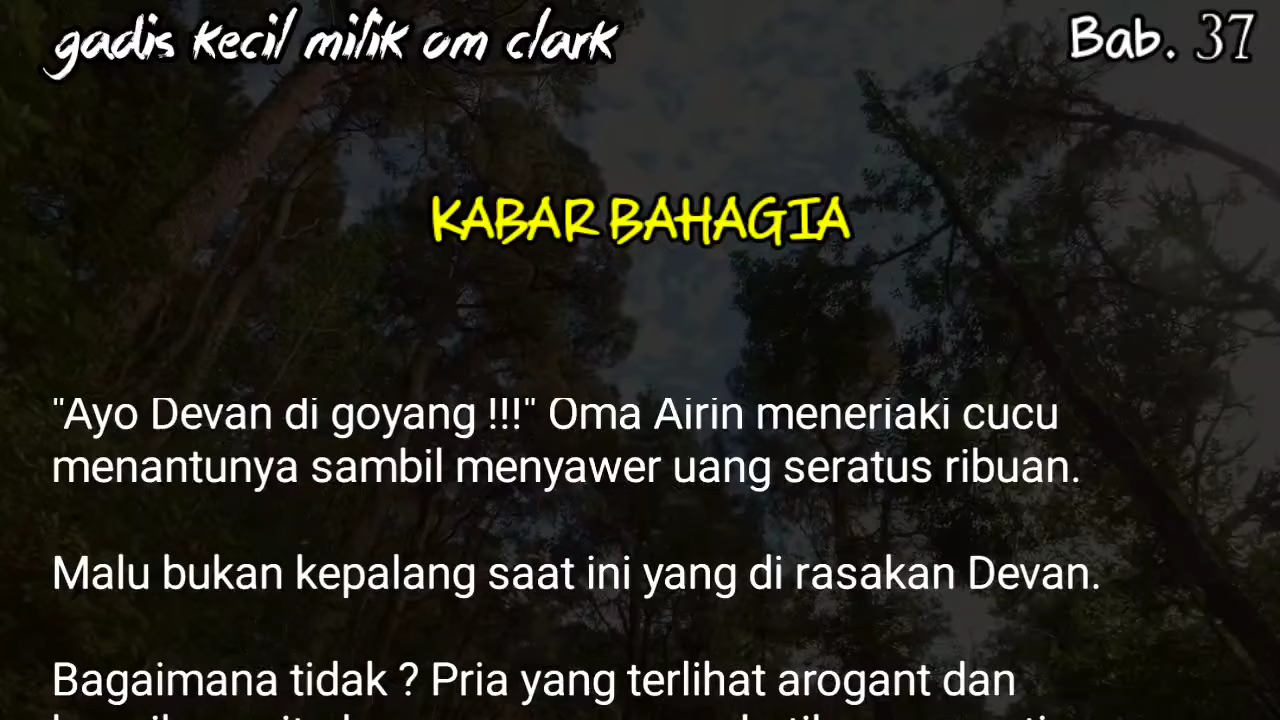 gadis kecil milik om clark
Bab. 37
KABAR BAHAGIA
"Ayo Devan di goyang !!!" Oma Airin meneriaki cucu
menantunya sambil menyawer uang seratus ribuan.
Malu bukan kepalang saat ini yang di rasakan Devan.
Bagaimana tidak ? Pria yang terlihat arogant dan